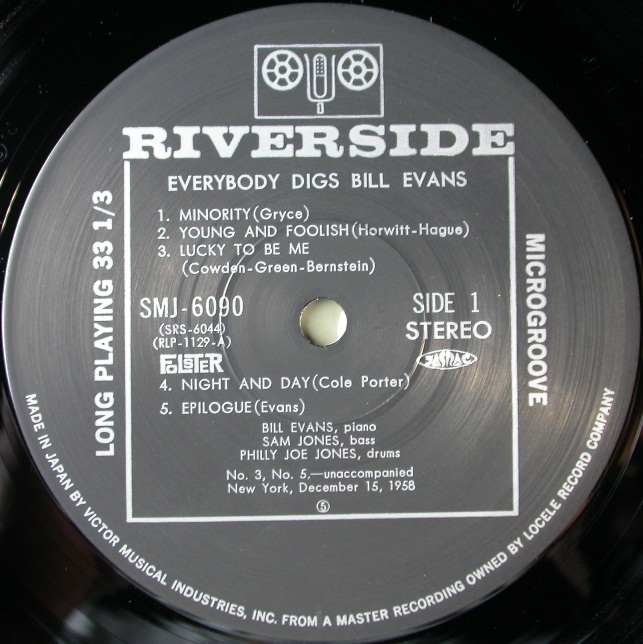 RIVERSIDE
EVERYBODY DIGS BILL EVANS
1. MINORITY(Gryce)
2. YOUNG AND FOOLISH(Horwitt-Hague)
3. LUCKY TO BE ME
(Cowden-Green-Bernstein)
SMJ-6090
(SRS-6044)
(RLP-1129-A)
SIDE 1
STEREO
JASRAC
4. NIGHT AND DAY(Cole Porter)
5. EPILOGUE(Evans)
BILL EVANS, piano
SAM JONES, bass
PHILLY JOE JONES, drums
No. 3, No. 5,—unaccompanied
New York, December 15, 1958
⑤
LONG PLAYING 33 1/3
MICROGROOVE
MADE IN JAPAN BY VICTOR MUSICAL INDUSTRIES, INC. FROM A MASTER RECORDING OWNED BY LOCELE RECORD COMPANY